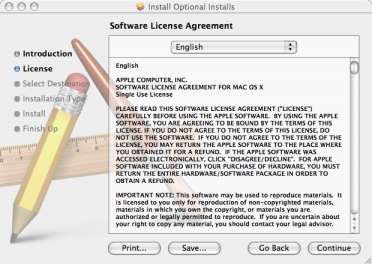 Install Optional Installs
Software License Agreement
English
Introduction
License
Select Destination
Installation Type
Install
Finish Up
English
APPLE COMPUTER, INC.
SOFTWARE LICENSE AGREEMENT FOR MAC OS X
Single Use License
PLEASE READ THIS SOFTWARE LICENSE AGREEMENT ("LICENSE")
CAREFULLY BEFORE USING THE APPLE SOFTWARE. BY USING THE APPLE
SOFTWARE, YOU ARE AGREEING TO BE BOUND BY THE TERMS OF THIS
LICENSE. IF YOU DO NOT AGREE TO THE TERMS OF THIS LICENSE, DO
NOT USE THE SOFTWARE. IF YOU DO NOT AGREE TO THE TERMS OF THE
LICENSE, YOU MAY RETURN THE APPLE SOFTWARE TO THE PLACE WHERE
YOU OBTAINED IT FOR A REFUND. IF THE APPLE SOFTWARE WAS
ACCESSED ELECTRONICALLY, CLICK "DISAGREE/DECLINE". FOR APPLE
SOFTWARE INCLUDED WITH YOUR PURCHASE OF HARDWARE, YOU MUST
RETURN THE ENTIRE HARDWARE/SOFTWARE PACKAGE IN ORDER TO
OBTAIN A REFUND.
IMPORTANT NOTE: This software may be used to reproduce materials. It
is licensed to you only for reproduction of non-copyrighted materials,
materials in which you own the copyright, or materials you are
authorized or legally permitted to reproduce. If you are uncertain about
your right to copy any material, you should contact your legal advisor.
Print...
Save...
Go Back
Continue